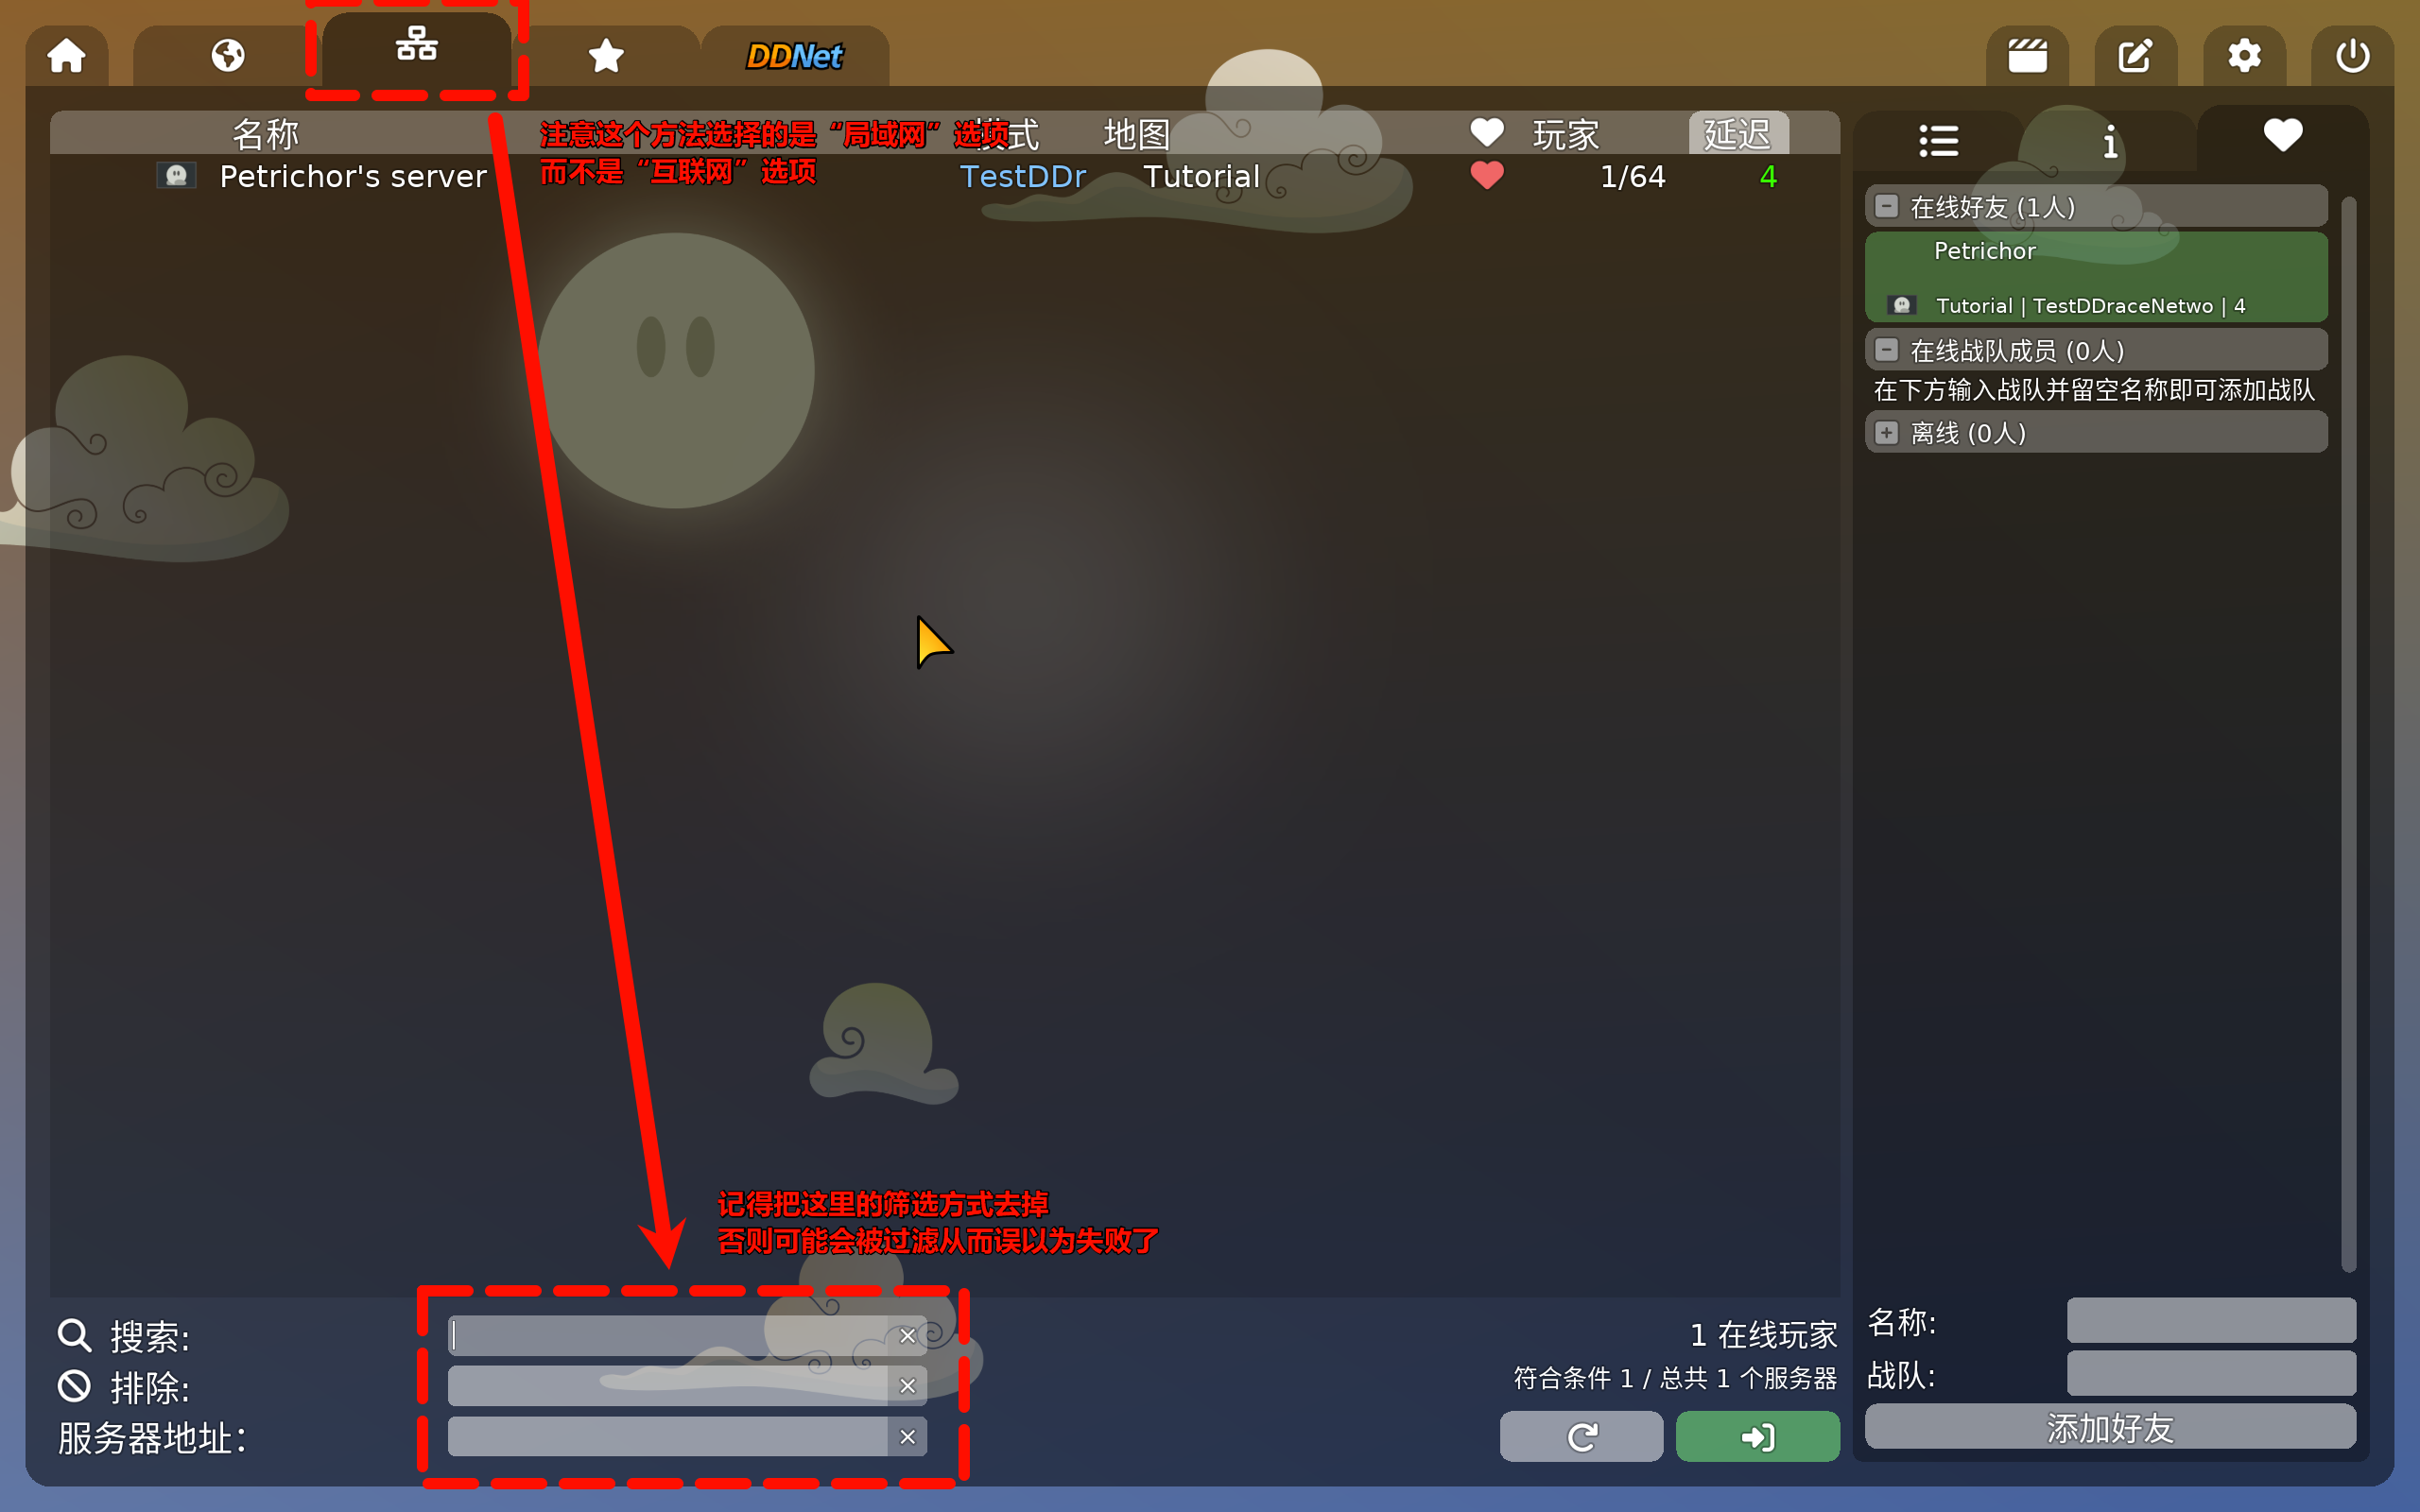 DDNet
名称 模式 地图 玩家 延迟
注意这个方法选择的是“局域网”选项
而不是“互联网”选项
Petrichor's server TestDDr Tutorial 1/64 4
在线好友 (1人)
Petrichor
Tutorial | TestDDraceNetwo | 4
在线战队成员 (0人)
在下方输入战队并留空名称即可添加战队
离线 (0人)
记得把这里的筛选方式去掉
否则可能会被过滤从而误以为失败了
搜索:
排除:
服务器地址:
1 在线玩家
符合条件 1 / 总共 1 个服务器
名称:
战队:
添加好友